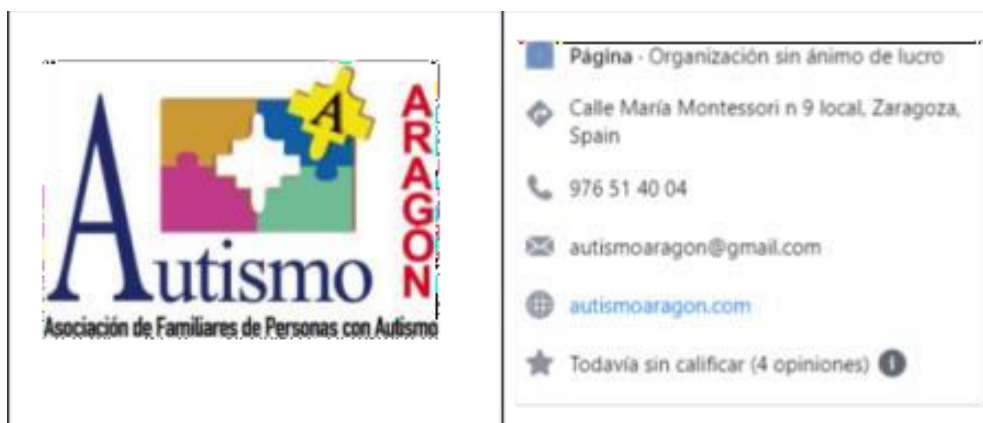 A
ARAGON
Autismo
Asociación de Familiares de Personas con Autismo
Página · Organización sin ánimo de lucro
Calle María Montessori n 9 local, Zaragoza,
Spain
976 51 40 04
autismoaragon@gmail.com
autismoaragon.com
Todavía sin calificar (4 opiniones)